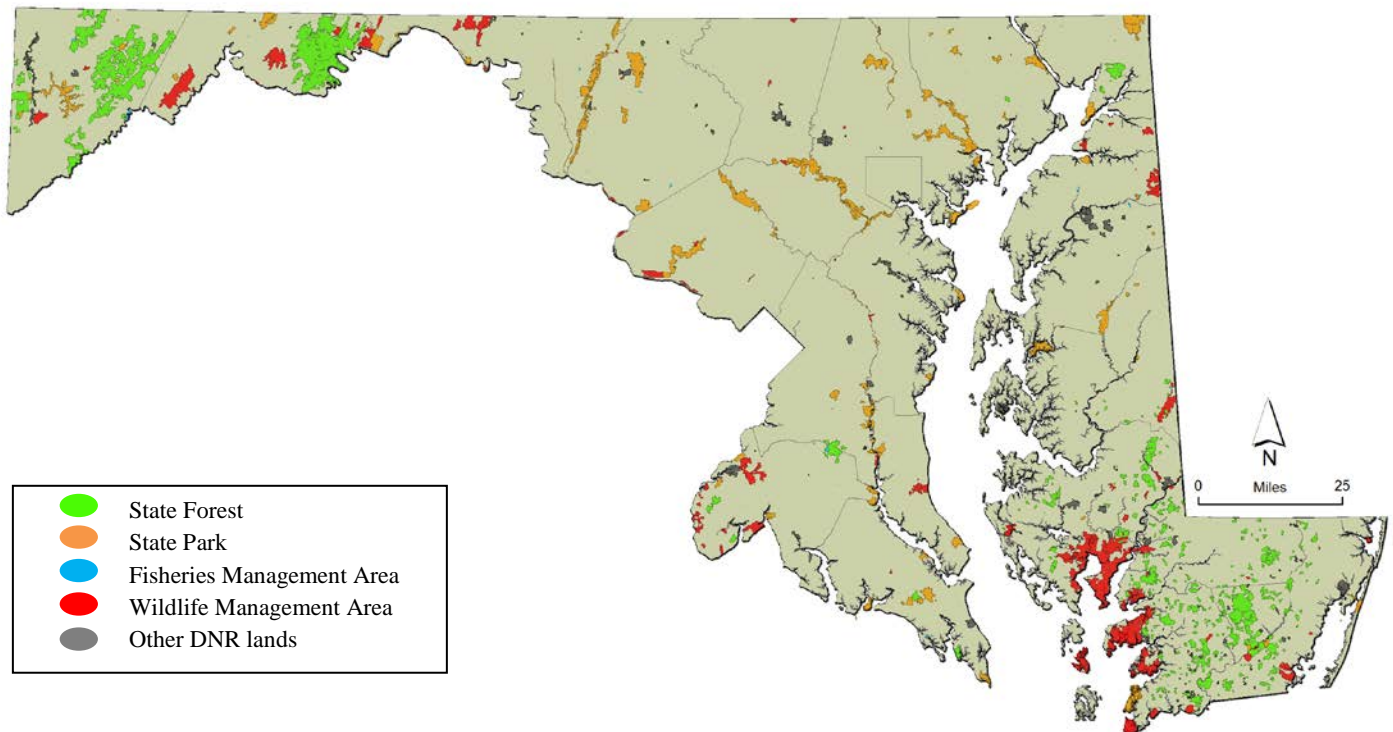 State Forest
State Park
Fisheries Management Area
Wildlife Management Area
Other DNR lands
N
0 Miles 25